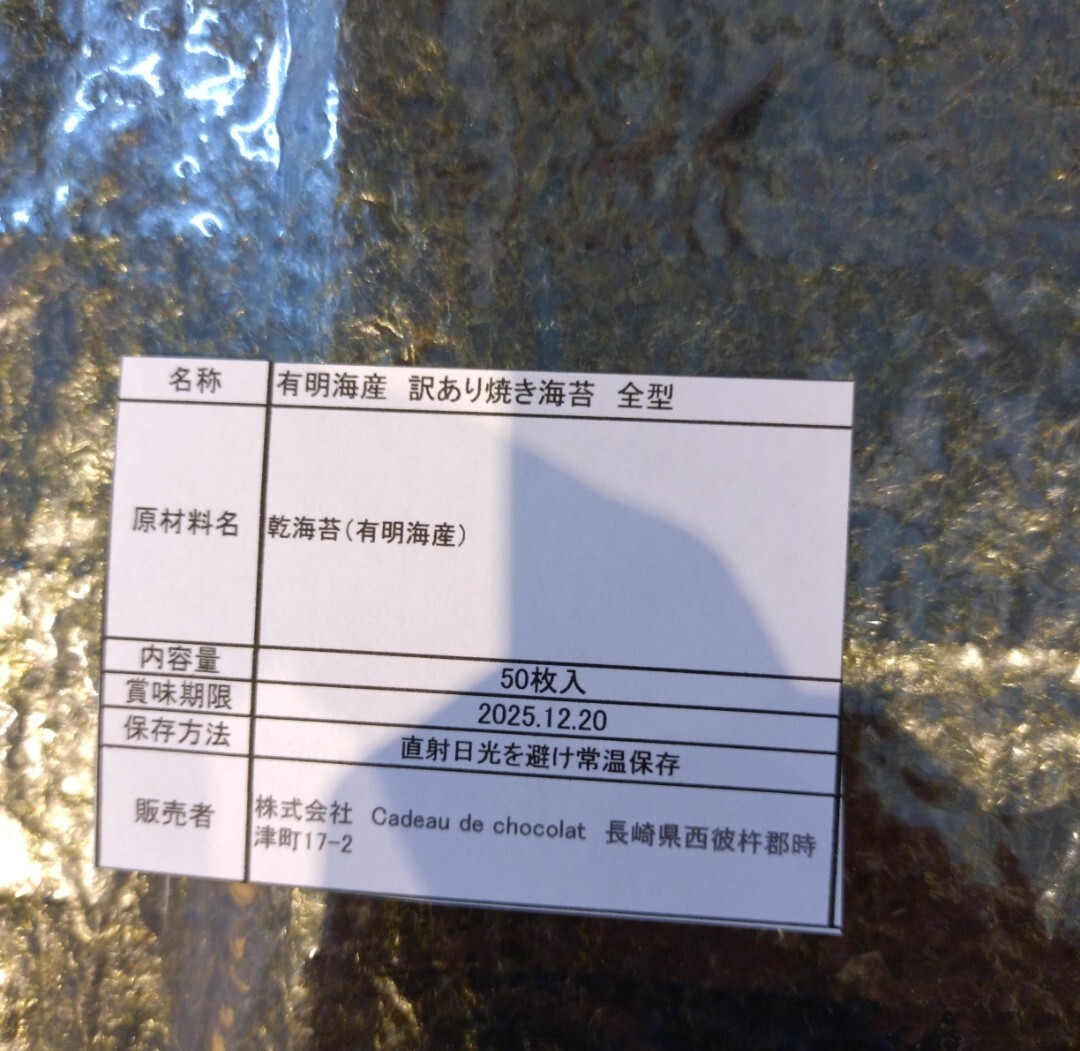 名称 有明海産 訳あり焼き海苔 全型
原材料名 乾海苔(有明海産)
内容量 50枚入
賞味期限 2025.12.20
保存方法 直射日光を避け常温保存
販売者 株式会社 Cadeau de chocolat 長崎県西彼杵郡時
津町17-2